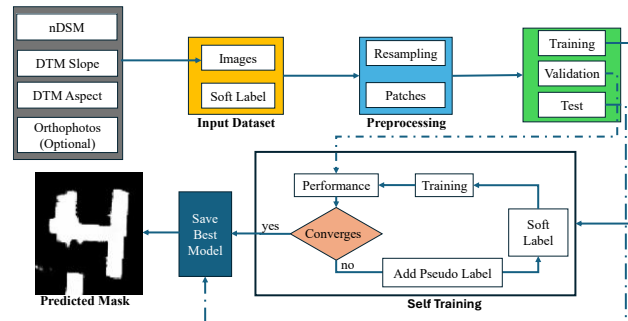 nDSM
DTM Slope
DTM Aspect
Orthophotos
(Optional)
Images
Soft Label
Input Dataset
Resampling
Patches
Preprocessing
Training
Validation
Test
Performance
Training
Converges
yes
no
Add Pseudo Label
Soft
Label
Self Training
Save
Best
Model
Predicted Mask